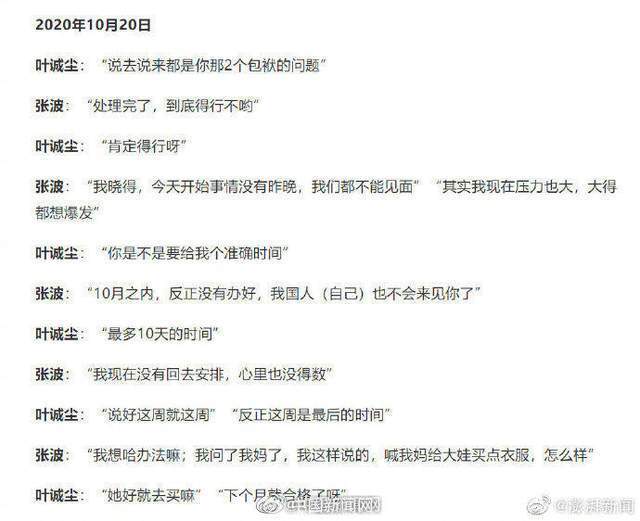 2020年10月20日
叶诚尘：“说去说来都是你那2个包袱的问题”
张波：“处理完了，到底得行不哟”
叶诚尘：“肯定得行呀”
张波：“我晓得，今天开始事情没有昨晚，我们都不能见面”“其实我现在压力也大，大得
都想爆发”
叶诚尘：“你是不是要给我个准确时间”
张波：“10月之内，反正没有办好，我国人（自己）也不会来见你了”
叶诚尘：“最多10天的时间”
张波：“我现在没有回去安排，心里也没得数”
叶诚尘：“说好这周就这周”“反正这周是最后的时间”
张波：“我想哈办法嘛；我问了我妈了，我这样说的，喊我妈给大娃买点衣服，怎么样”
叶诚尘：“她好就去买嘛”“下个月就合格了呀”
@中国新闻网
@澎湃新闻